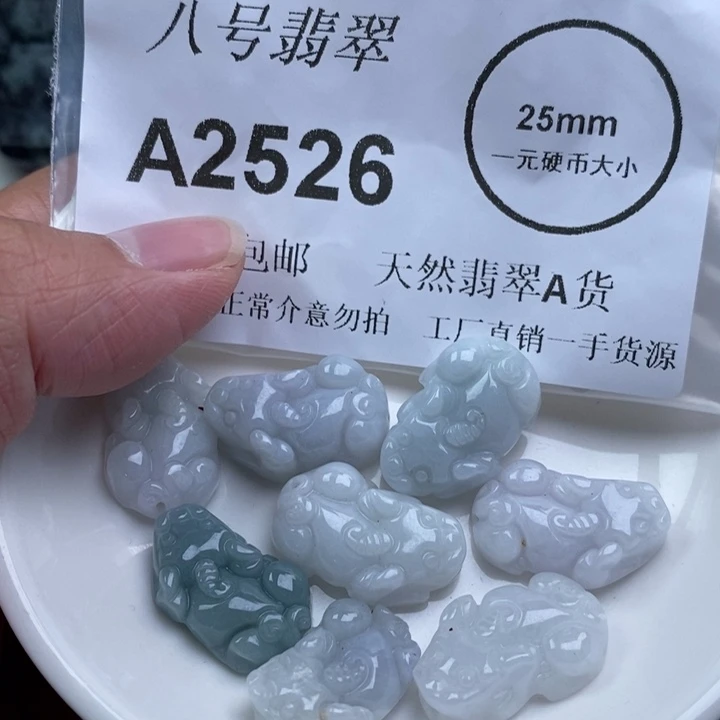 八号翡翠
A2526
25mm
一元硬币大小
包邮 天然翡翠A货
正常介意勿拍 工厂直销一手货源